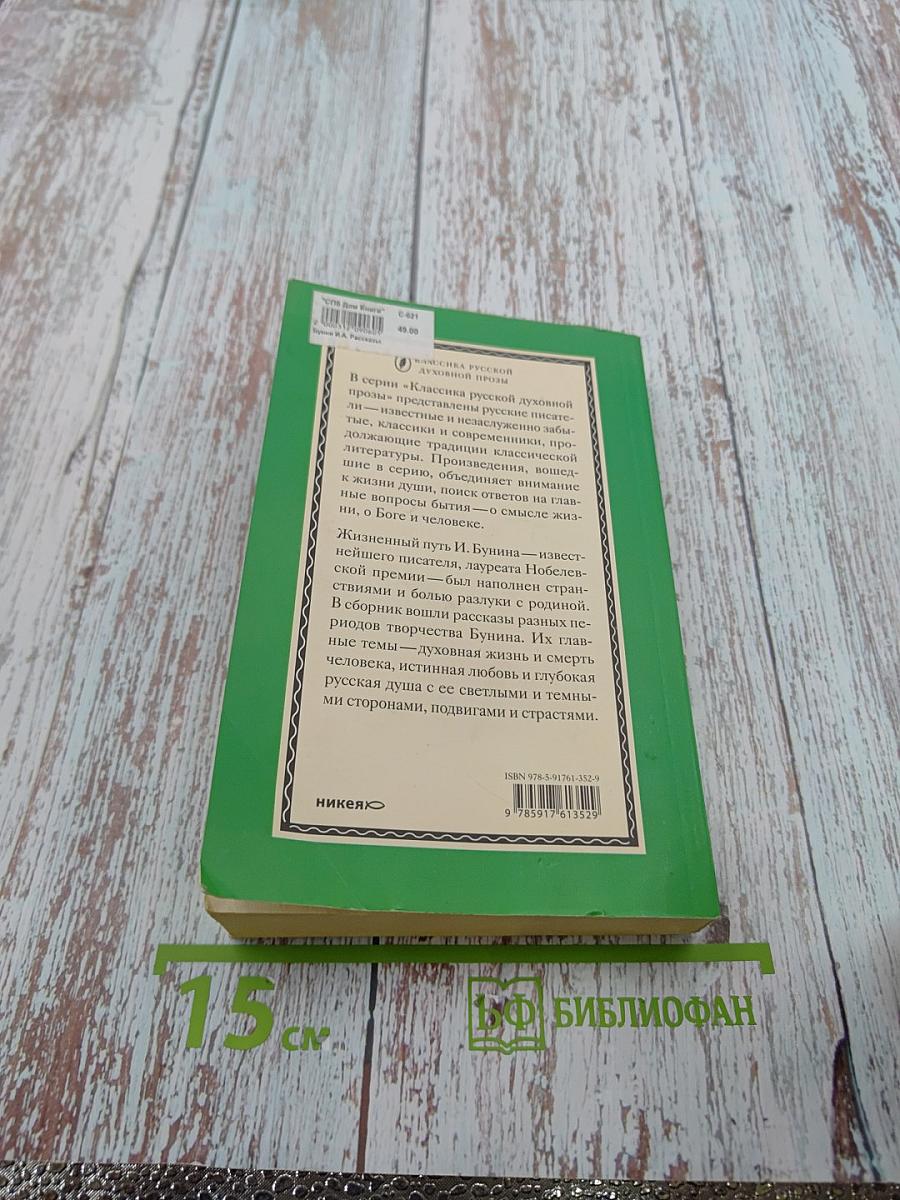 "СПБ Дом Книги" С-621
49.00
Бунин И.А. Рассказы
КЛАССИКА РУССКОЙ
ДУХОВНОЙ ПРОЗЫ
В серии «Классика русской духовной
прозы» представлены русские писате-
ли — известные и незаслуженно забы-
тые, классики и современники, про-
должающие традиции классической
литературы. Произведения, вошед-
шие в серию, объединяет внимание
к жизни души, поиск ответов на глав-
ные вопросы бытия — о смысле жиз-
ни, о Боге и человеке.
Жизненный путь И. Бунина — извест-
нейшего писателя, лауреата Нобелев-
ской премии — был наполнен стран-
ствиями и болью разлуки с родиной.
В сборник вошли рассказы разных пе-
риодов творчества Бунина. Их глав-
ные темы — духовная жизнь и смерть
человека, истинная любовь и глубокая
русская душа с ее светлыми и темны-
ми сторонами, подвигами и страстями.
ISBN 978-5-91761-352-9
никея
9 785917 613529
15 см
БФ БИБЛИОФАН